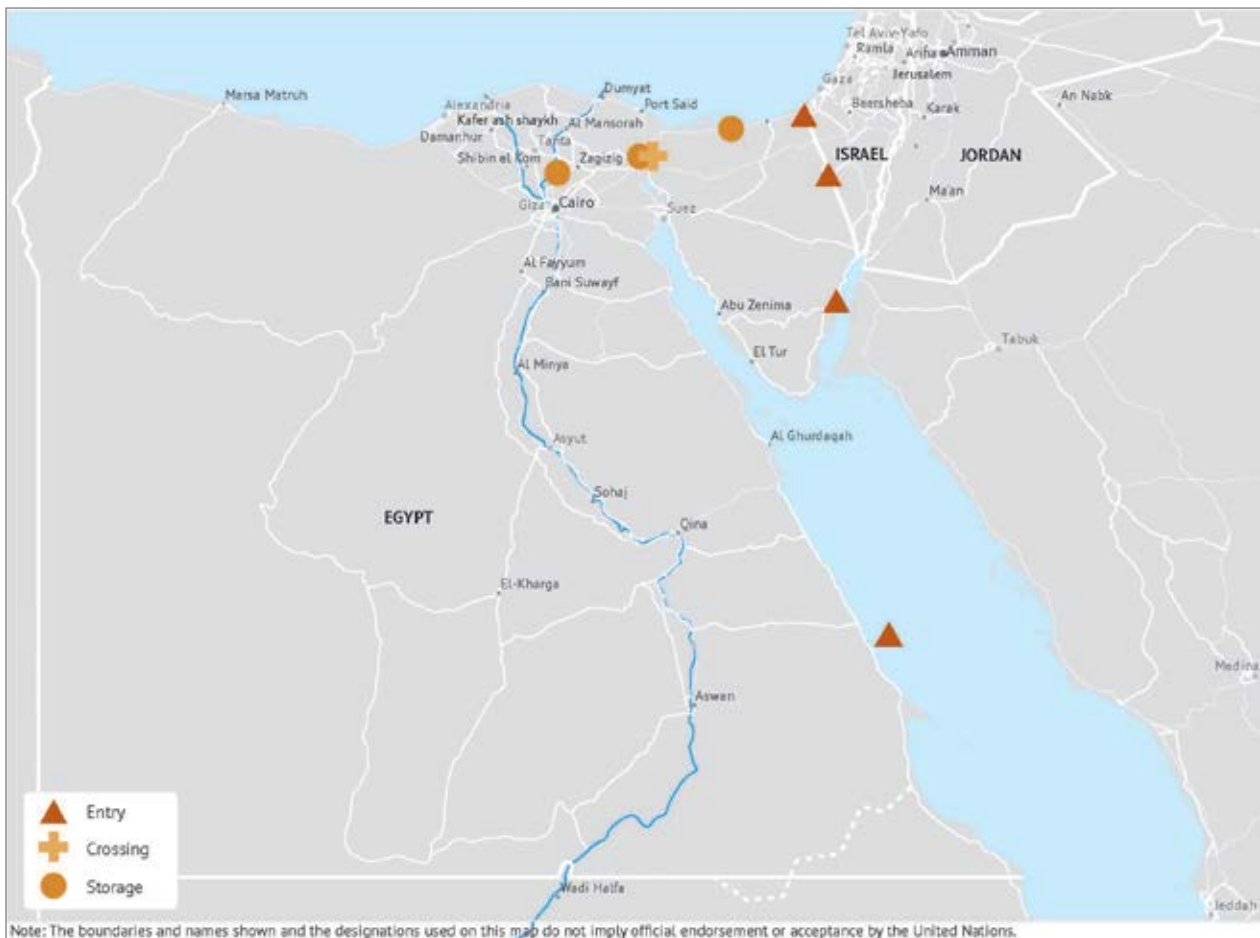 Tel Aviv-Yafo
Ramla
Arifia
Amman
Jerusalem
Gaza
Beersheba
Karak
An Nabk
Mersa Matruh
Dumyat
Port Said
Alexandria
Kafer ash shaykh
Al Mansorah
Damanhur
Tanta
Shibin el Kom
Zagizig
ISRAEL
JORDAN
Ma'an
Giza
Cairo
Suez
Al Fayyum
Bani Suwayf
Abu Zenima
El Tur
Tabuk
Al Minya
Al Ghurdaqah
Asyut
Sohaj
EGYPT
Qina
El-Kharga
Medina
Aswan
Entry
Crossing
Storage
Wadi Halfa
Jeddah
Note: The boundaries and names shown and the designations used on this map do not imply official endorsement or acceptance by the United Nations.